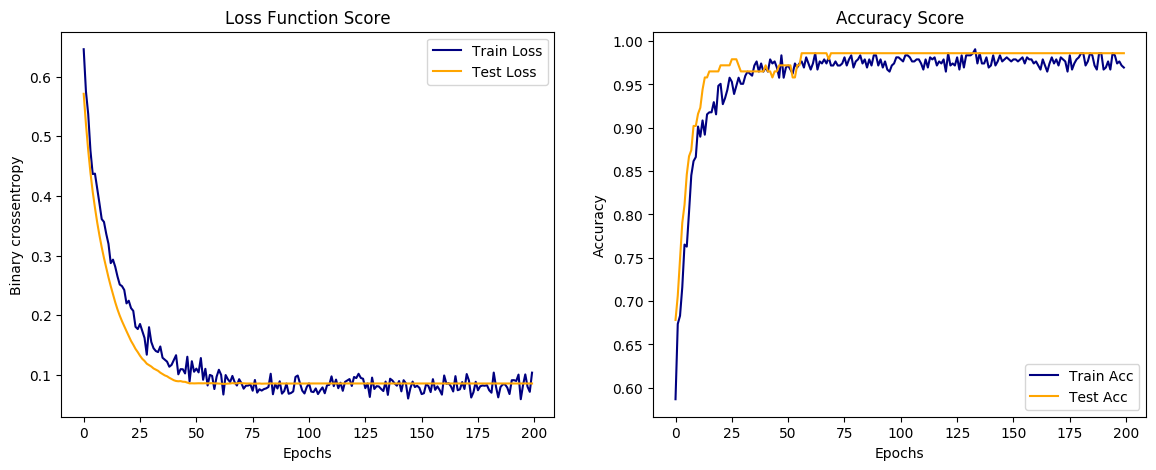 Loss Function Score
Train Loss
Test Loss
0.6
0.5
0.4
0.3
0.2
0.1
Binary crossentropy
0 25 50 75 100 125 150 175 200
Epochs
Accuracy Score
1.00
0.95
0.90
0.85
0.80
0.75
0.70
0.65
0.60
Accuracy
Train Acc
Test Acc
0 25 50 75 100 125 150 175 200
Epochs